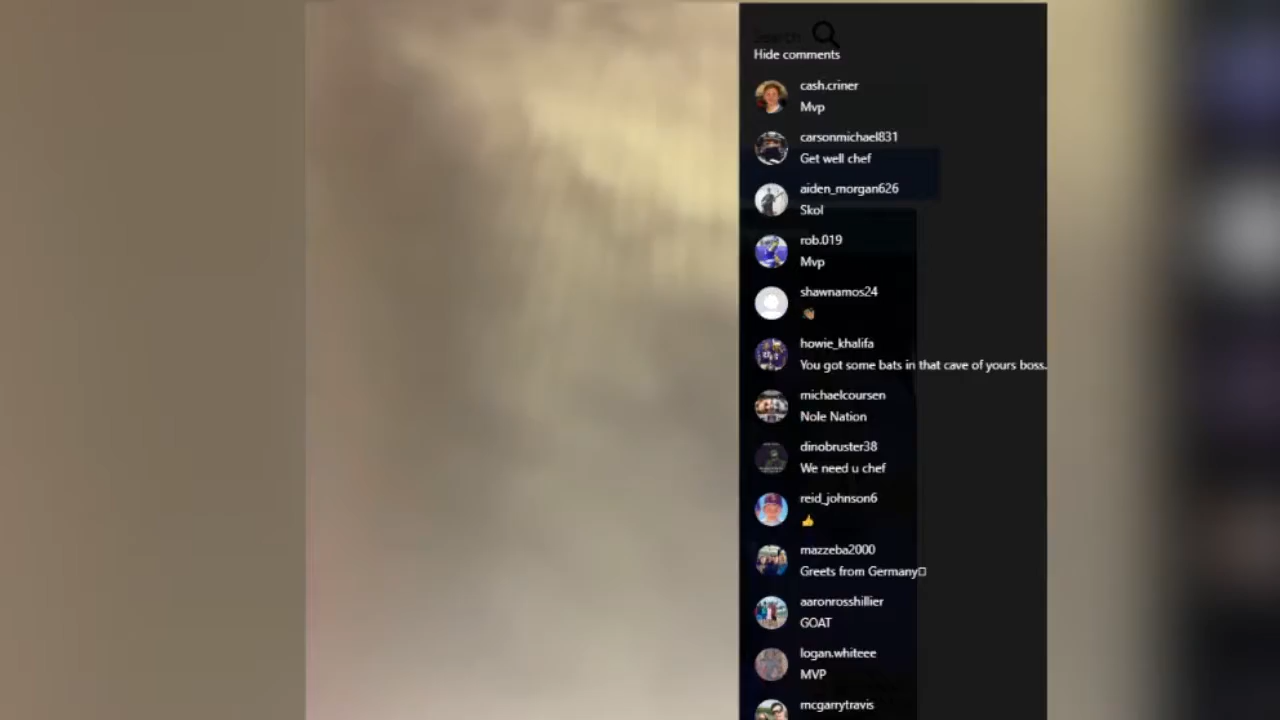 Search
Hide comments
cash.criner
Mvp
carsonmichael831
Get well chef
aiden_morgan626
Skol
rob.019
Mvp
shawnamos24
👏🏽
howie_khalifa
You got some bats in that cave of yours boss.
michaelcoursen
Nole Nation
dinobruster38
We need u chef
reid_johnson6
👍
mazzeba2000
Greets from Germany
aaronrosshillier
GOAT
logan.whiteee
MVP
mcgarrytravis